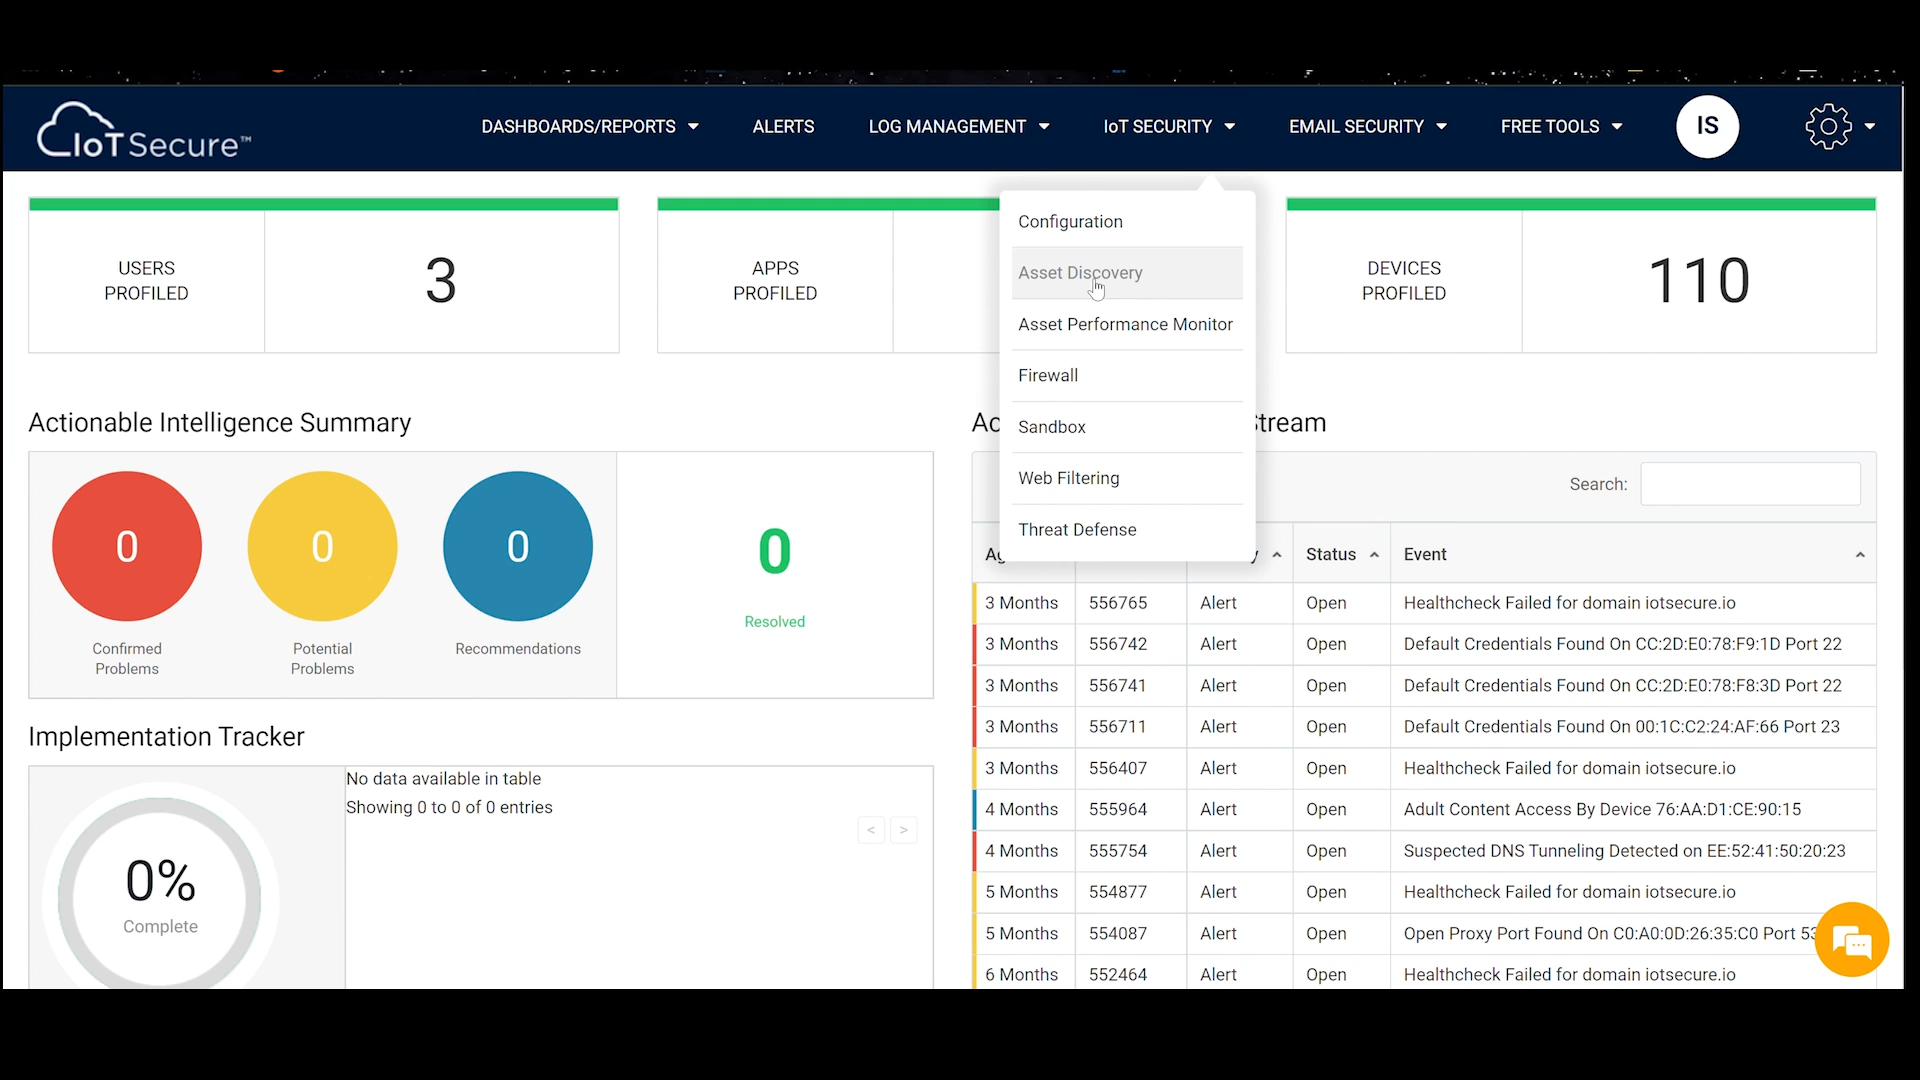 IoTSecure™
DASHBOARDS/REPORTS
ALERTS
LOG MANAGEMENT
IoT SECURITY
EMAIL SECURITY
FREE TOOLS
IS
Configuration
Asset Discovery
Asset Performance Monitor
Firewall
Sandbox
Web Filtering
Threat Defense
USERS
PROFILED
3
APPS
PROFILED
DEVICES
PROFILED
110
Actionable Intelligence Summary
0
0
0
0
Confirmed
Problems
Potential
Problems
Recommendations
Resolved
Implementation Tracker
0%
Complete
No data available in table
Showing 0 to 0 of 0 entries
< >
Search:
Status Event
3 Months 556765 Alert Open Healthcheck Failed for domain iotsecure.io
3 Months 556742 Alert Open Default Credentials Found On CC:2D:E0:78:F9:1D Port 22
3 Months 556741 Alert Open Default Credentials Found On CC:2D:E0:78:F8:3D Port 22
3 Months 556711 Alert Open Default Credentials Found On 00:1C:C2:24:AF:66 Port 23
3 Months 556407 Alert Open Healthcheck Failed for domain iotsecure.io
4 Months 555964 Alert Open Adult Content Access By Device 76:AA:D1:CE:90:15
4 Months 555754 Alert Open Suspected DNS Tunneling Detected on EE:52:41:50:20:23
5 Months 554877 Alert Open Healthcheck Failed for domain iotsecure.io
5 Months 554087 Alert Open Open Proxy Port Found On C0:A0:0D:26:35:C0 Port 53
6 Months 552464 Alert Open Healthcheck Failed for domain iotsecure.io